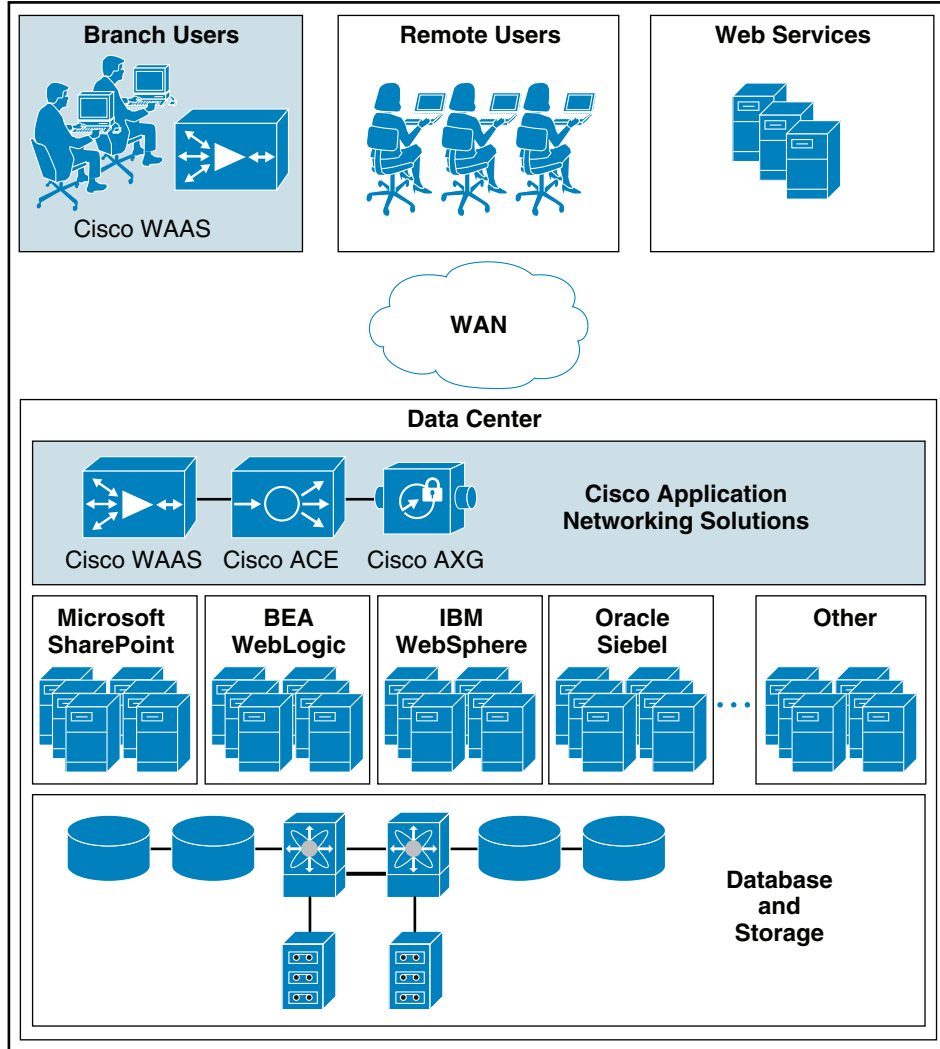 Branch Users
Cisco WAAS
Remote Users
Web Services
WAN
Data Center
Cisco WAAS
Cisco ACE
Cisco AXG
Cisco Application
Networking Solutions
Microsoft
SharePoint
BEA
WebLogic
IBM
WebSphere
Oracle
Siebel
Other
Database
and
Storage